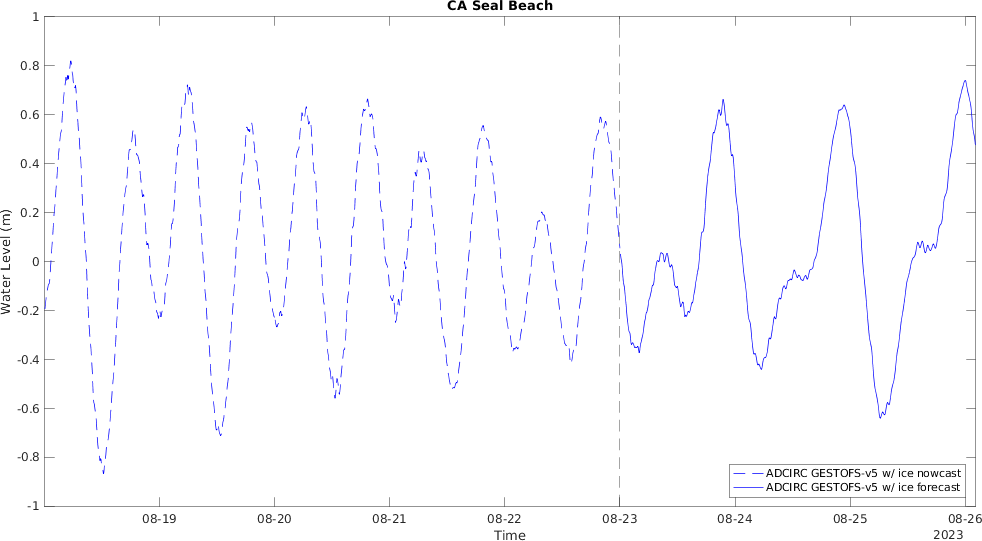 CA Seal Beach
1
0.8
0.6
0.4
0.2
0
-0.2
-0.4
-0.6
-0.8
-1
Water Level (m)
08-19 08-20 08-21 08-22 08-23 08-24 08-25 08-26
Time
2023
ADCIRC GESTOFS-v5 w/ ice nowcast
ADCIRC GESTOFS-v5 w/ ice forecast